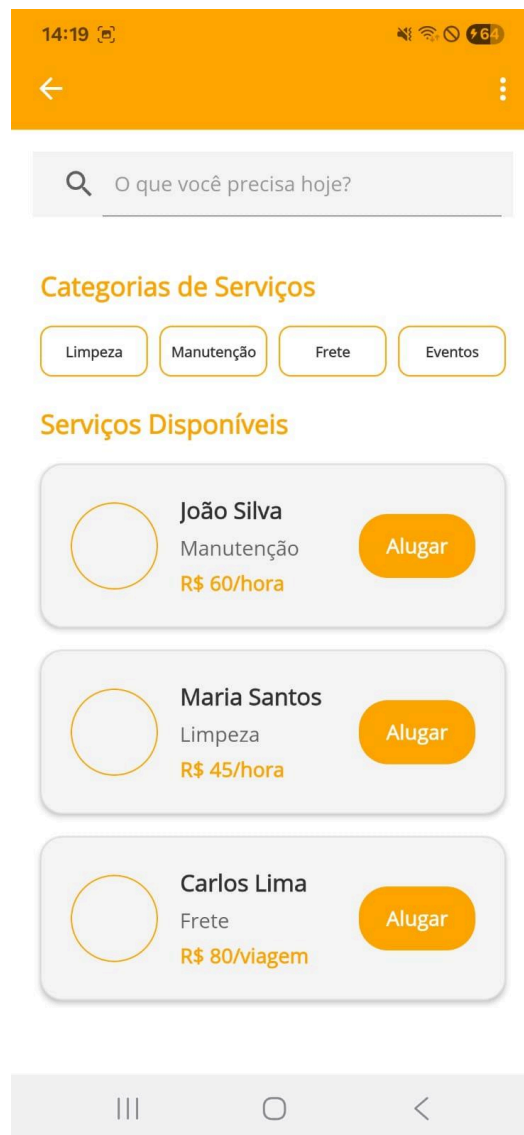 14:19
64
O que você precisa hoje?
Categorias de Serviços
Limpeza Manutenção Frete Eventos
Serviços Disponíveis
João Silva
Manutenção
R$ 60/hora
Alugar
Maria Santos
Limpeza
R$ 45/hora
Alugar
Carlos Lima
Frete
R$ 80/viagem
Alugar